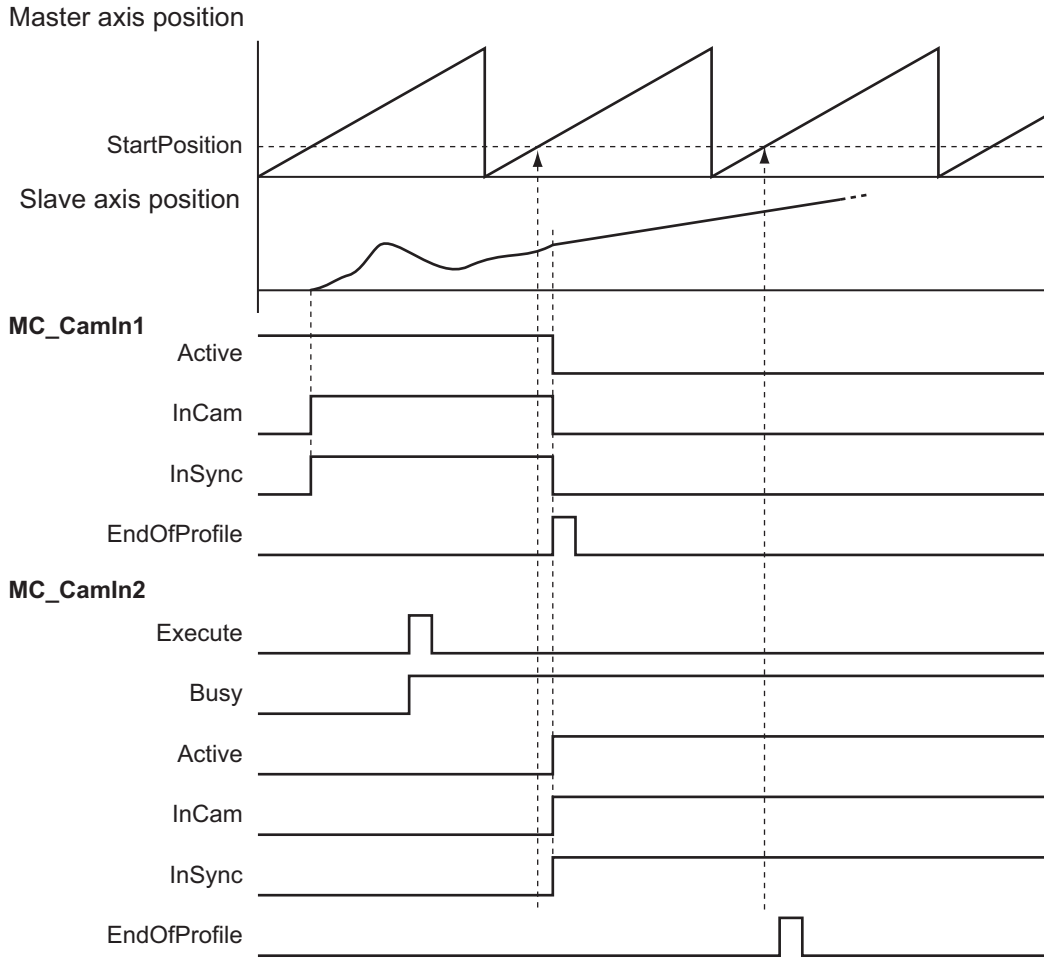 Master axis position
StartPosition
Slave axis position
MC_CamIn1
Active
InCam
InSync
EndOfProfile
MC_CamIn2
Execute
Busy
Active
InCam
InSync
EndOfProfile